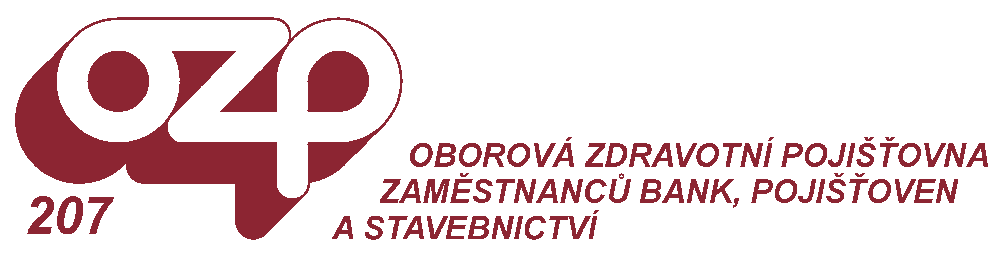 ozp
207
OBOROVÁ ZDRAVOTNÍ POJIŠŤOVNA
ZAMĚSTNANCŮ BANK, POJIŠŤOVEN
A STAVEBNICTVÍ